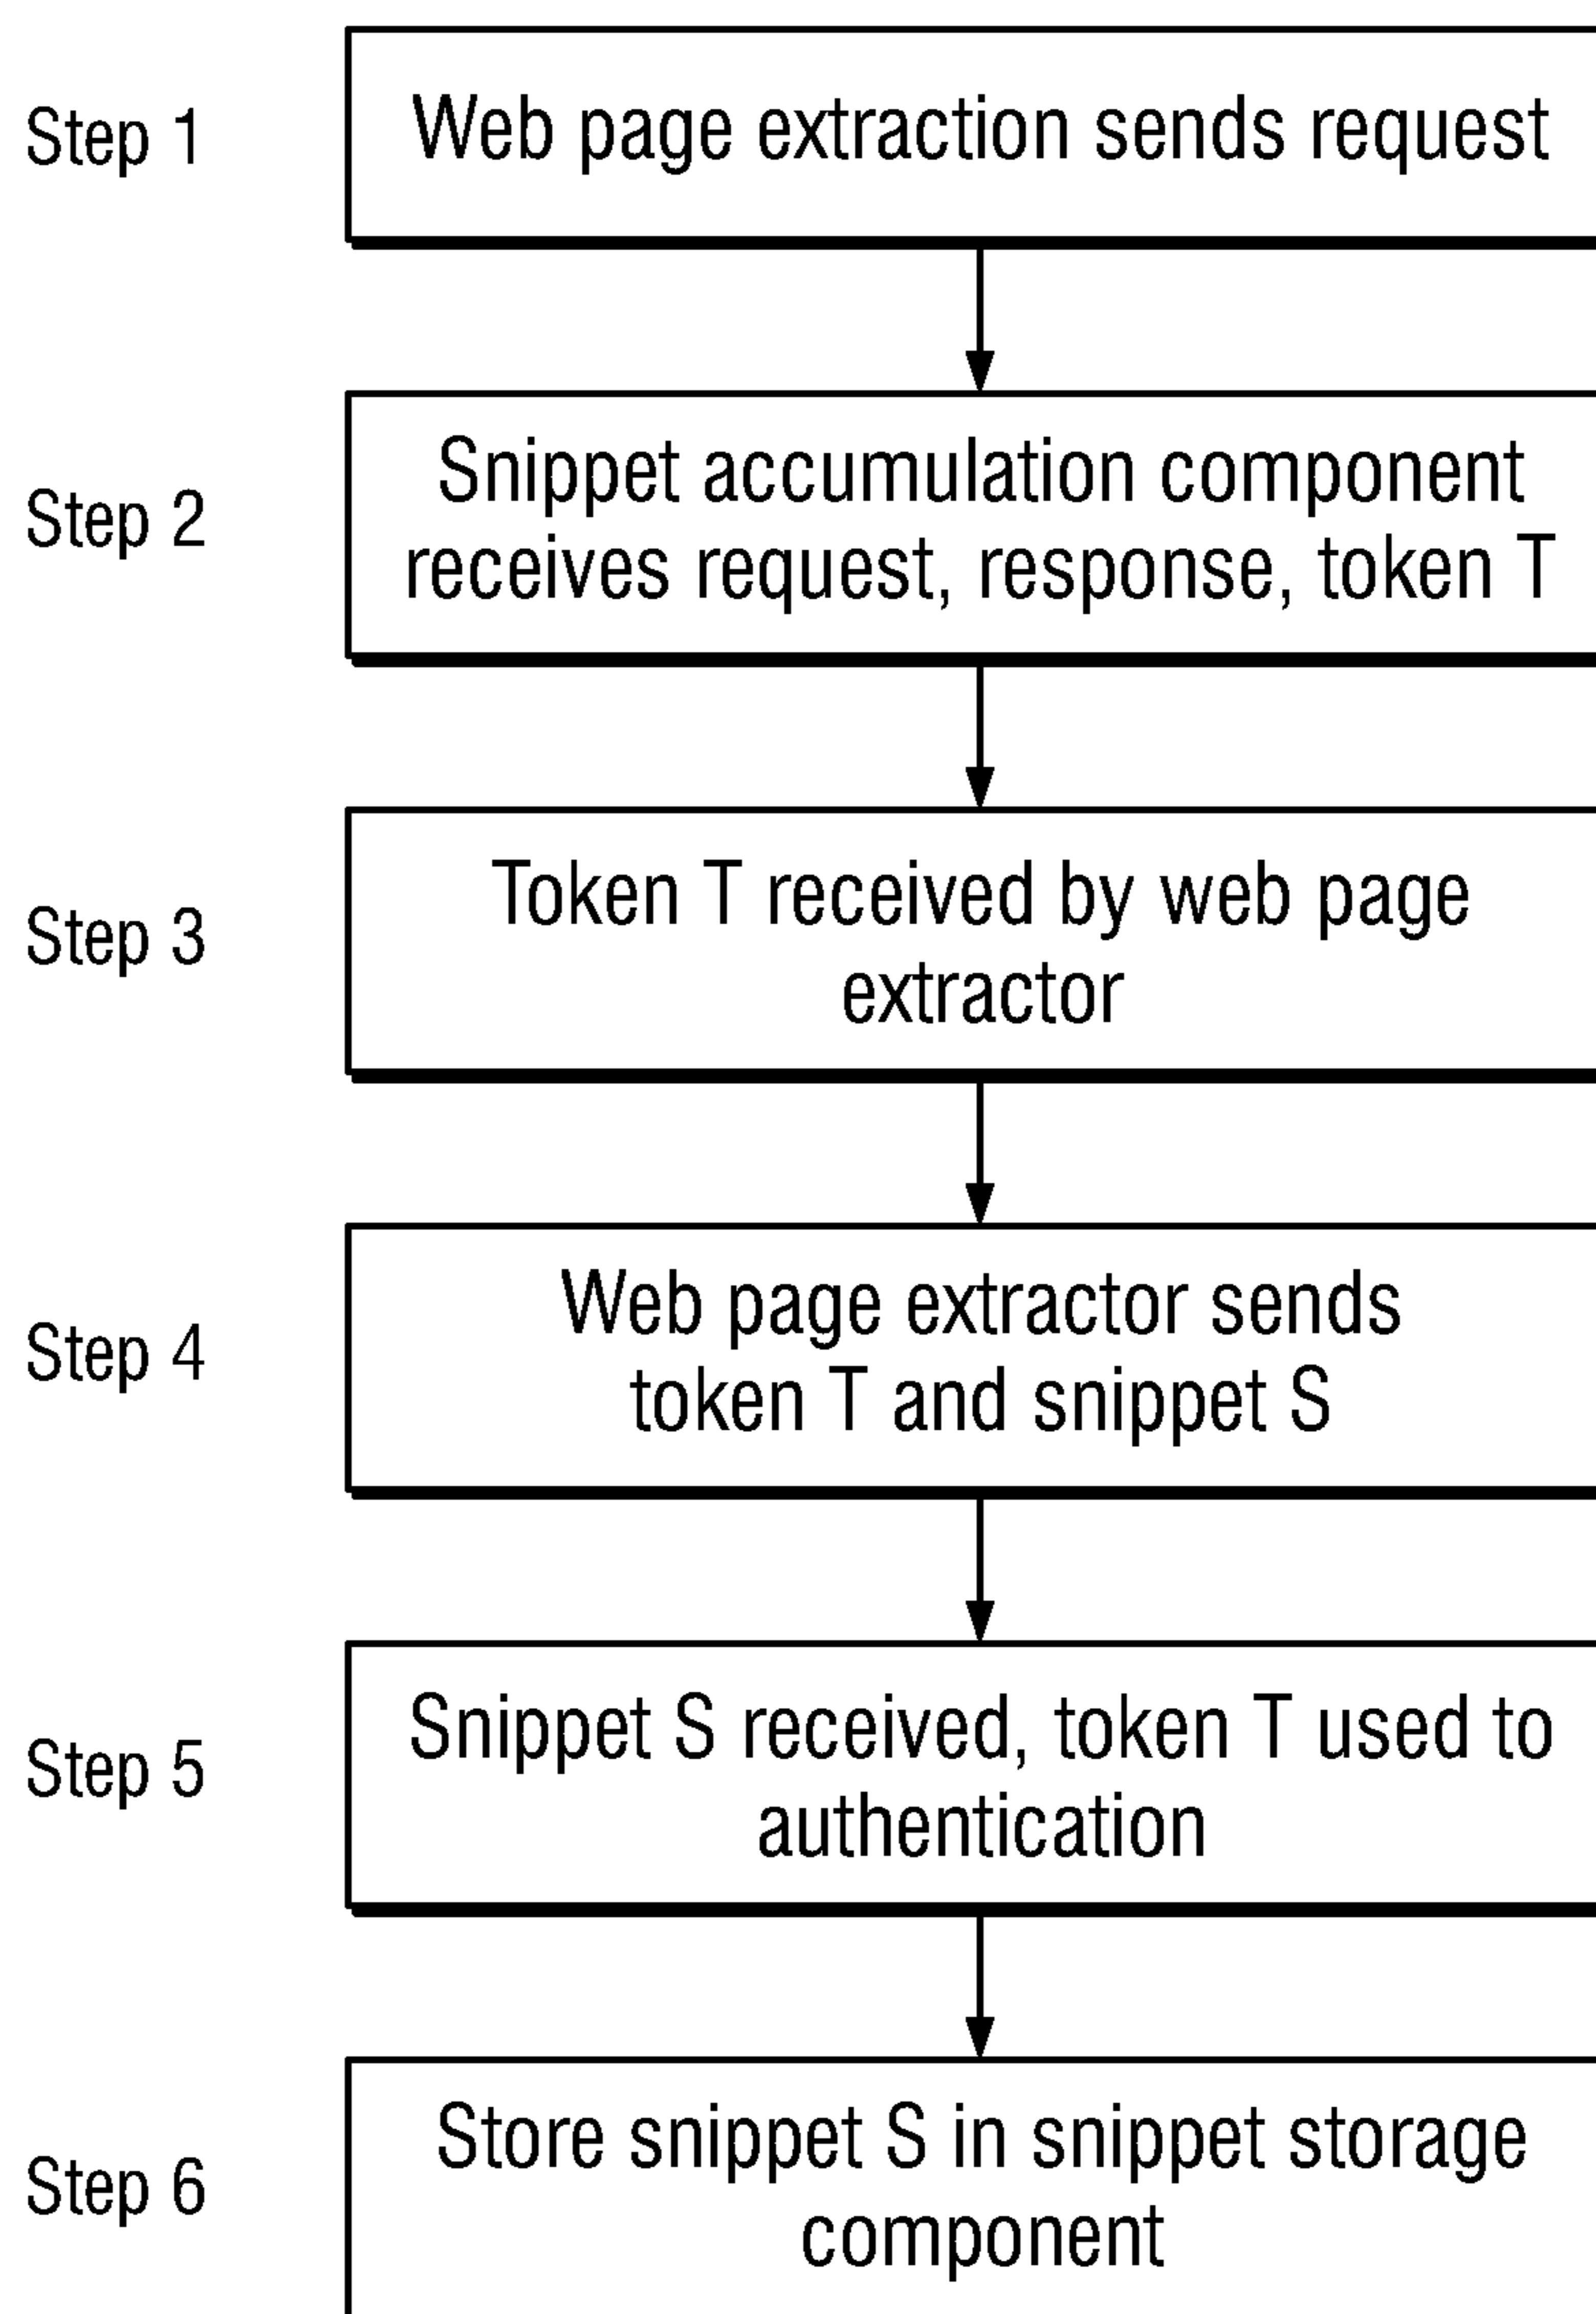 Step 1
Web page extraction sends request
Step 2
Snippet accumulation component
receives request, response, token T
Step 3
Token T received by web page
extractor
Step 4
Web page extractor sends
token T and snippet S
Step 5
Snippet S received, token T used to
authentication
Step 6
Store snippet S in snippet storage
component